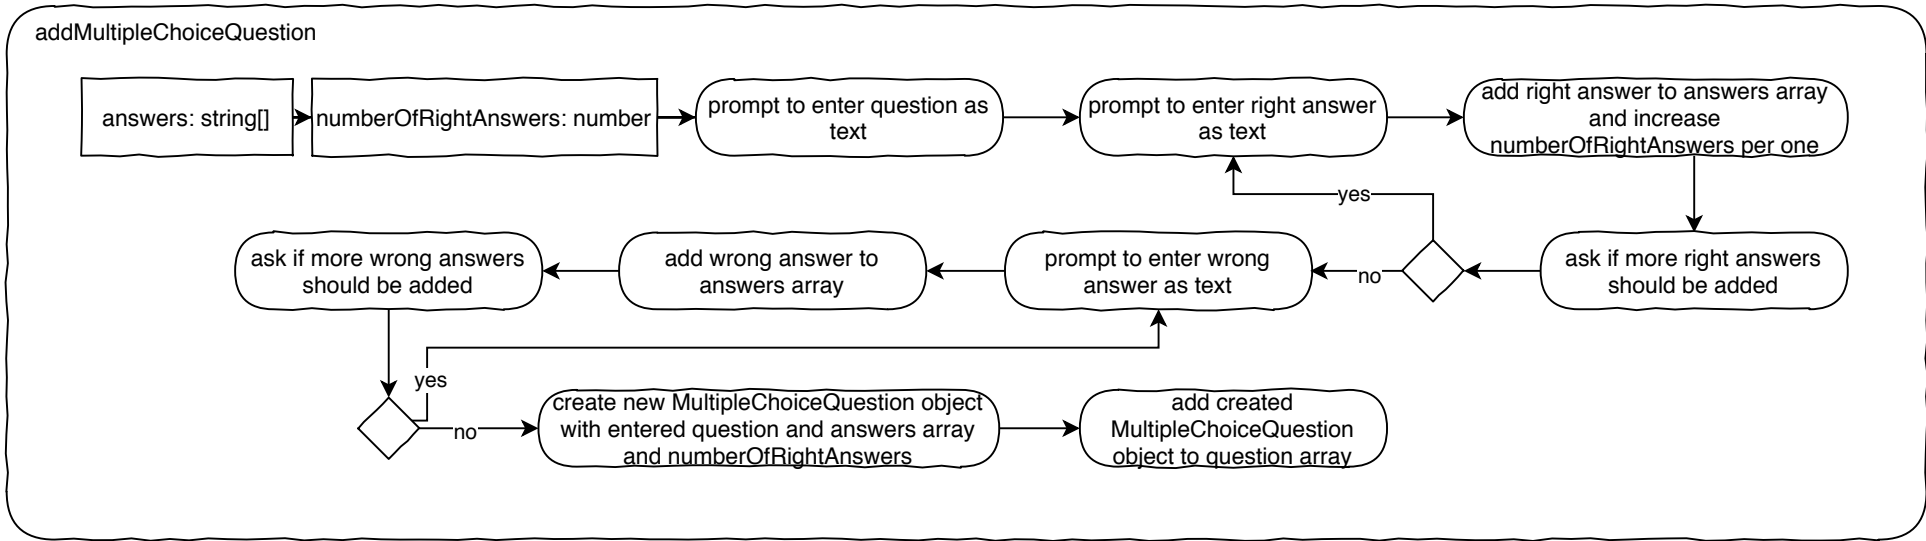 addMultipleChoiceQuestion
answers: string[]
numberOfRightAnswers: number
prompt to enter question as
text
prompt to enter right answer
as text
add right answer to answers array
and increase
numberOfRightAnswers per one
yes
ask if more right answers
should be added
no
prompt to enter wrong
answer as text
add wrong answer to
answers array
ask if more wrong answers
should be added
yes
no
create new MultipleChoiceQuestion object
with entered question and answers array
and numberOfRightAnswers
add created
MultipleChoiceQuestion
object to question array